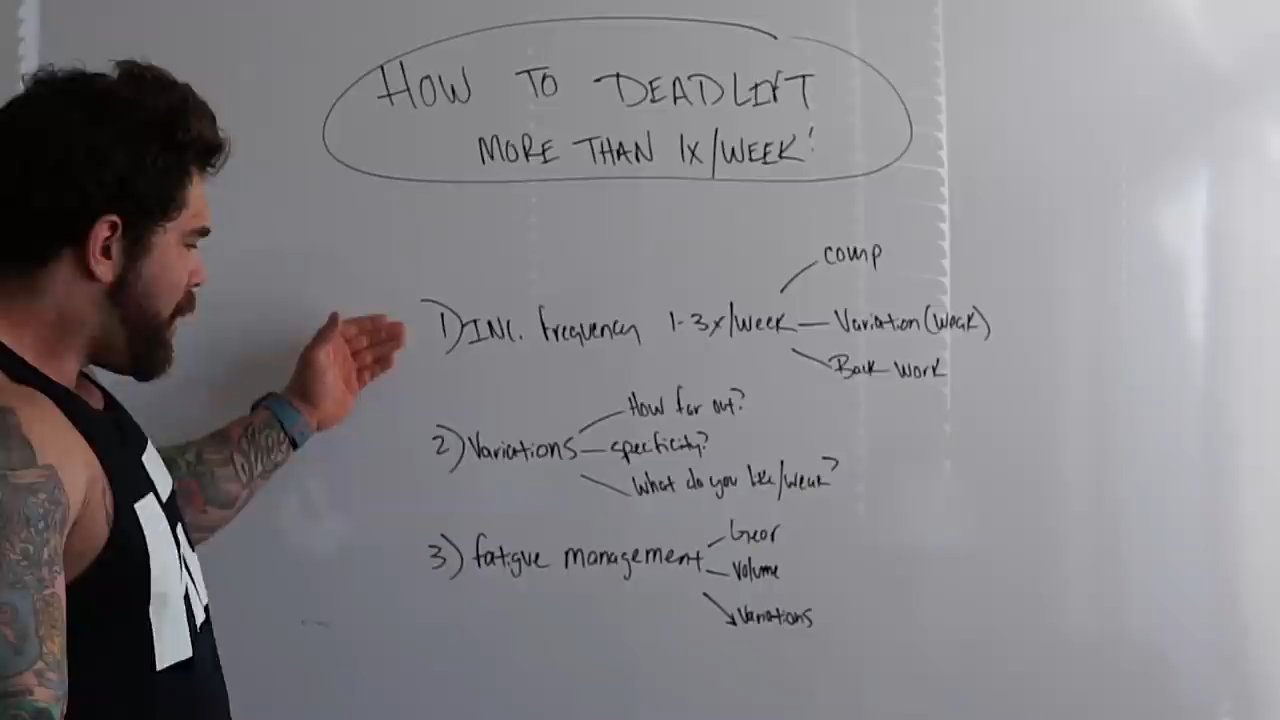 HOW TO DEADLIFT
MORE THAN 1X/WEEK!
comp
1) INC. frequency 1-3x/week — Variation (weak)
Back work
How far out?
2) Variations — specificity?
What do you like/weak?
Gear
3) fatigue management — Volume
Variations